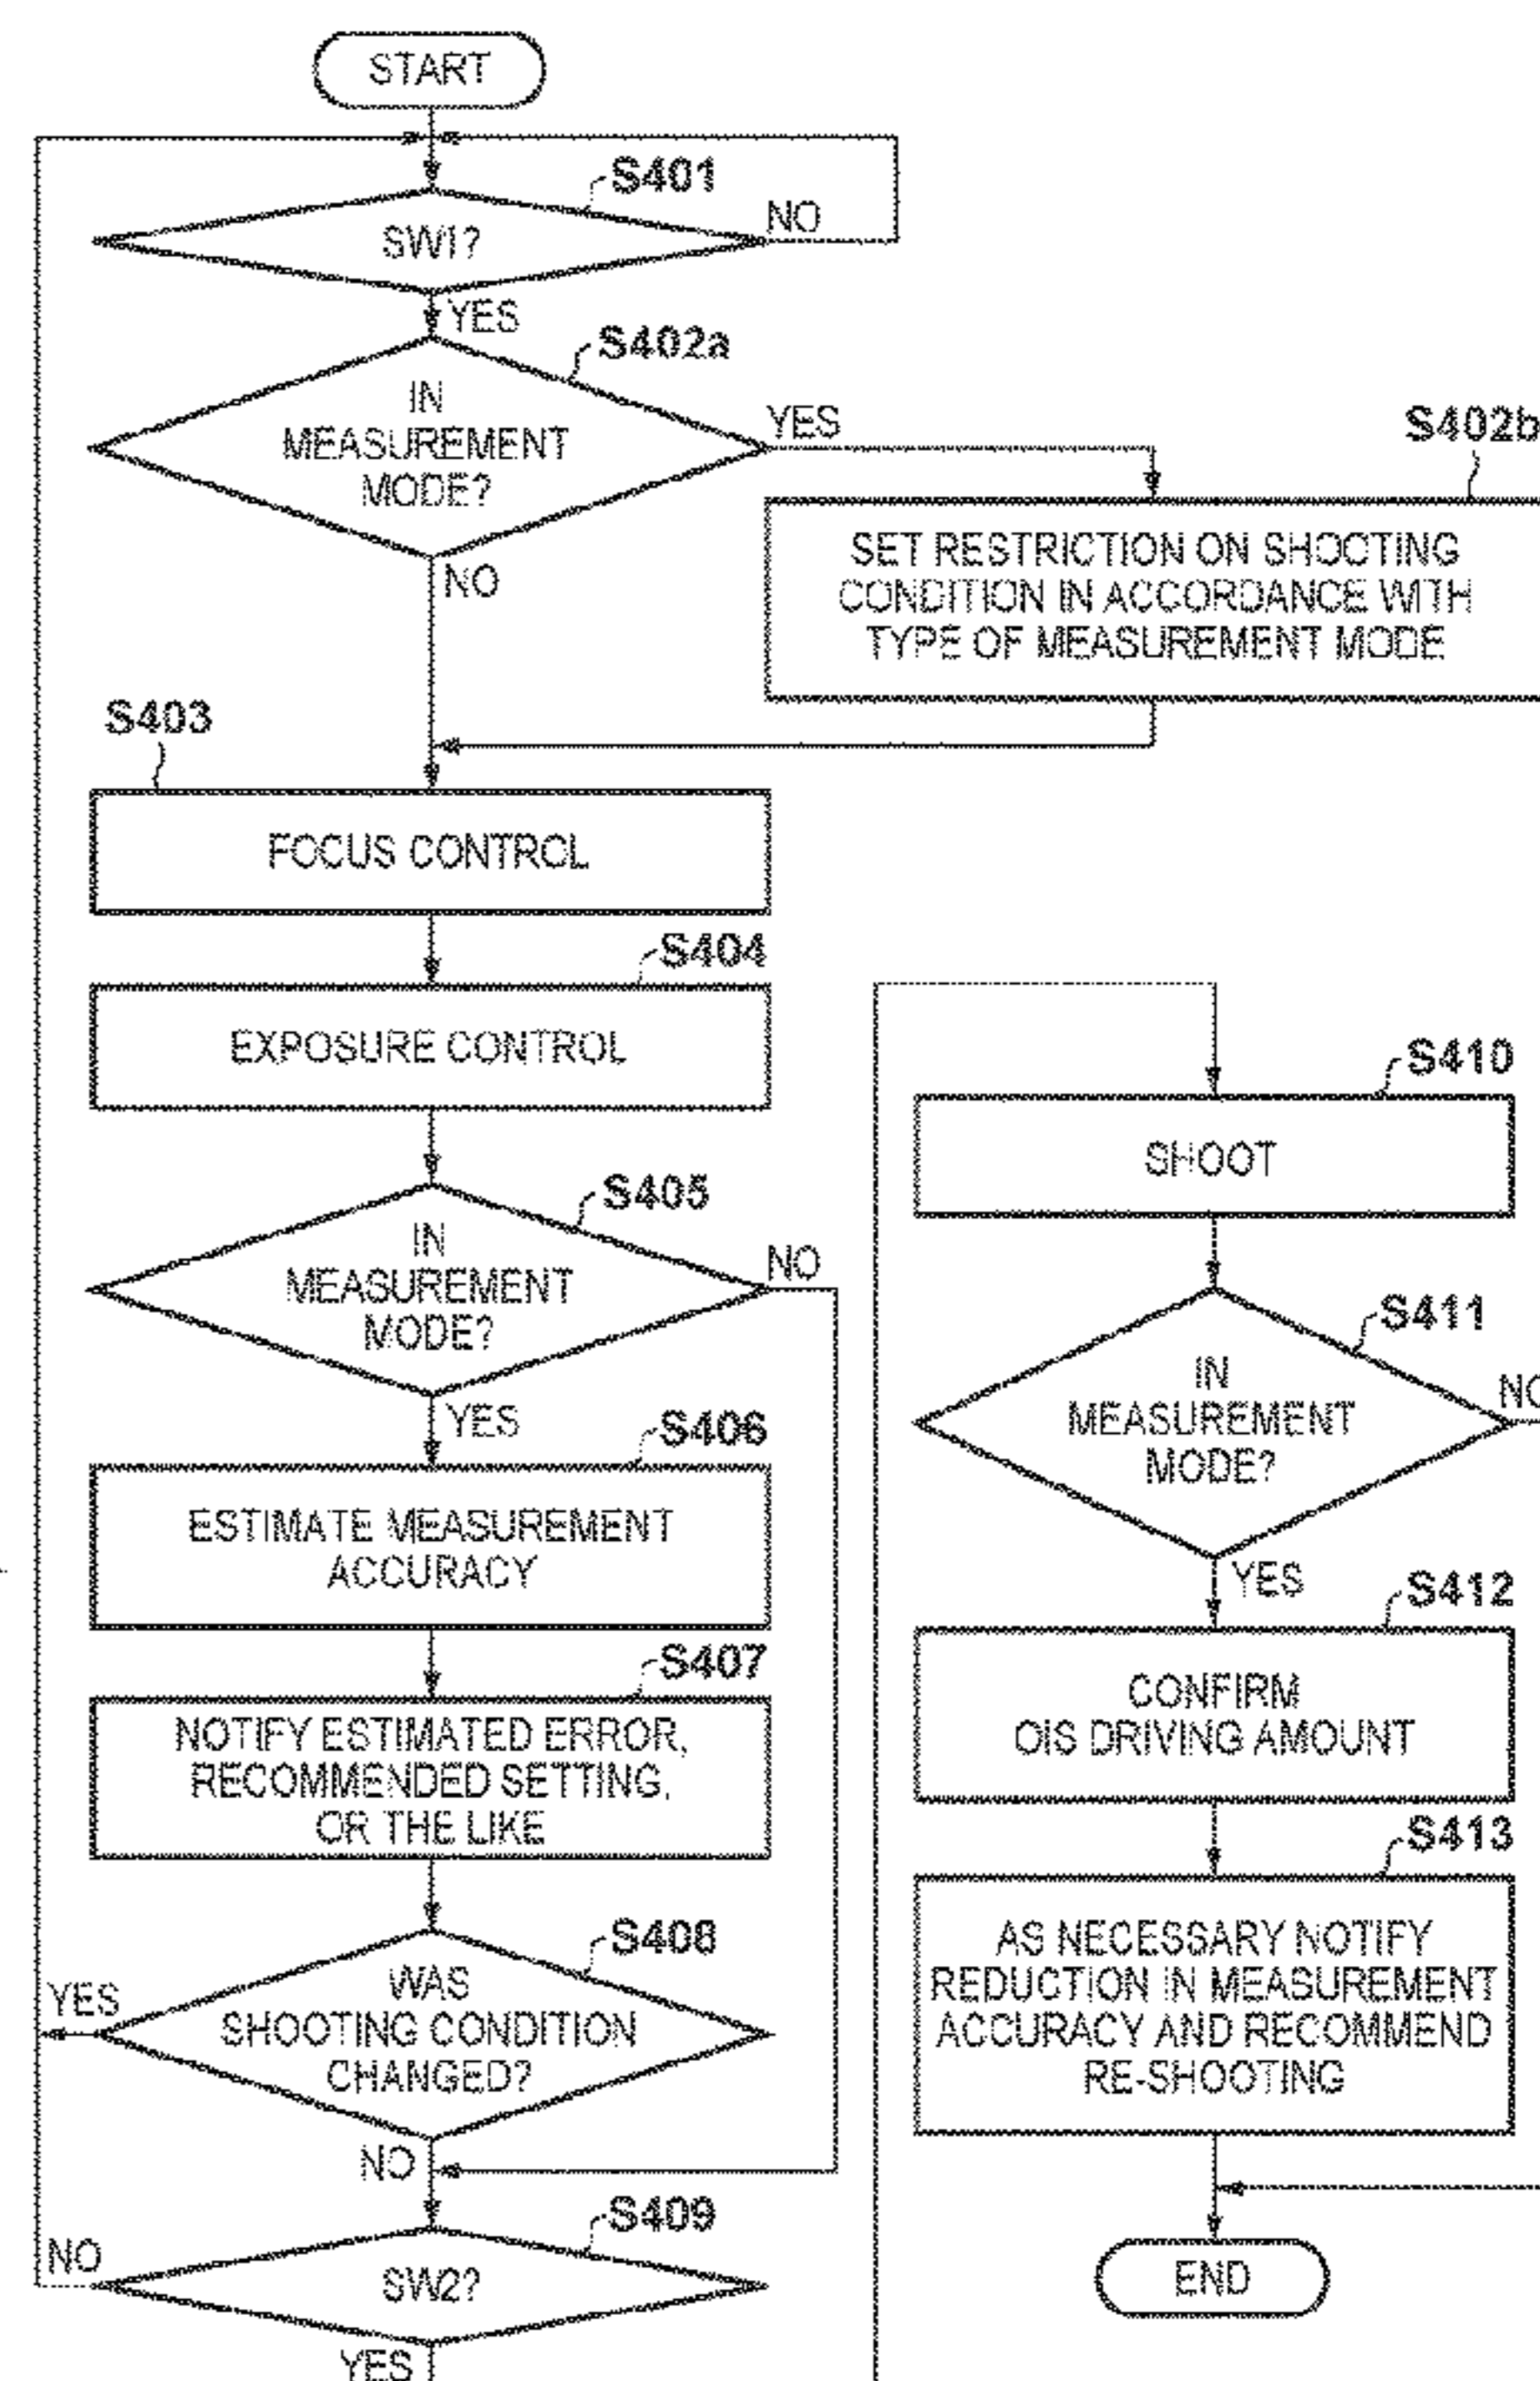 START
S401
SW1?
NO
YES
S402a
IN
MEASUREMENT
MODE?
YES
NO
S402b
SET RESTRICTION ON SHOOTING
CONDITION IN ACCORDANCE WITH
TYPE OF MEASUREMENT MODE
S403
FOCUS CONTROL
S404
EXPOSURE CONTROL
S405
IN
MEASUREMENT
MODE?
NO
YES
S406
ESTIMATE MEASUREMENT
ACCURACY
S407
NOTIFY ESTIMATED ERROR,
RECOMMENDED SETTING,
OR THE LIKE
S408
WAS
SHOOTING CONDITION
CHANGED?
YES
NO
S409
SW2?
NO
YES
S410
SHOOT
S411
IN
MEASUREMENT
MODE?
NO
YES
S412
CONFIRM
OIS DRIVING AMOUNT
S413
AS NECESSARY NOTIFY
REDUCTION IN MEASUREMENT
ACCURACY AND RECOMMEND
RE-SHOOTING
END